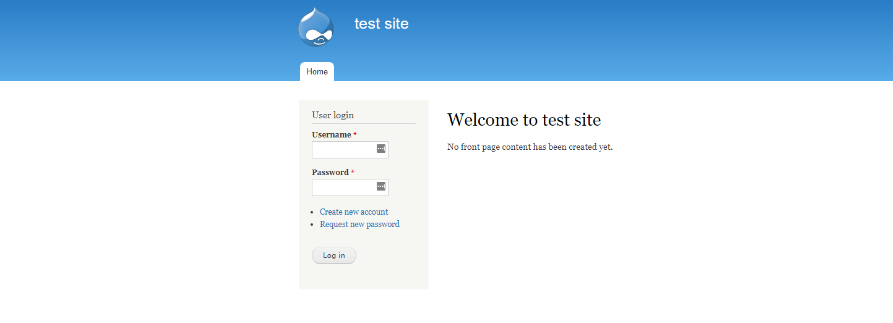 test site
Home
User login
Username *
Password *
Create new account
Request new password
Log in
Welcome to test site
No front page content has been created yet.